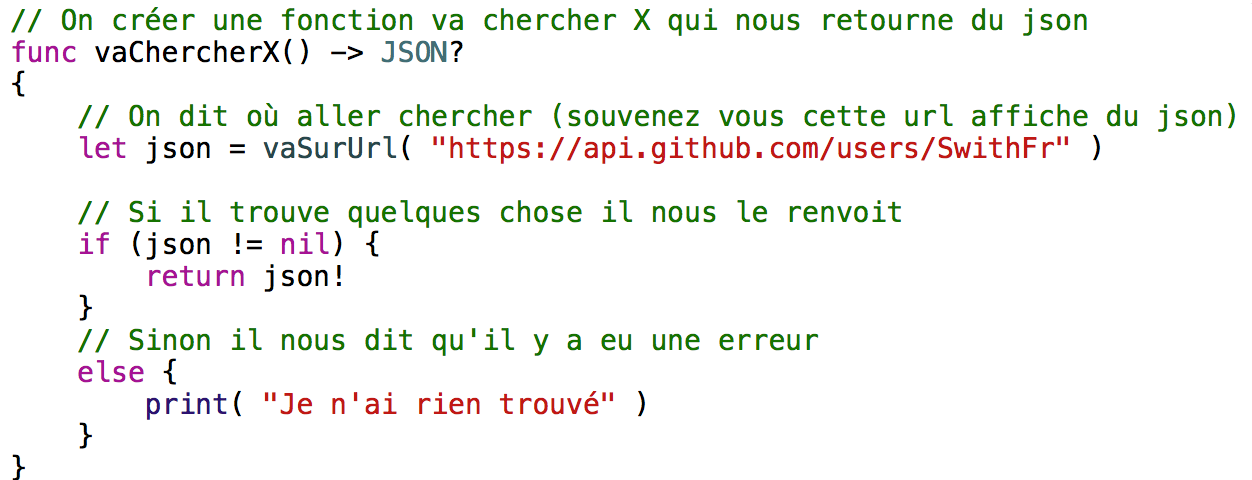 // On créer une fonction va chercher X qui nous retourne du json
func vaChercherX() -> JSON?
{
    // On dit où aller chercher (souvenez vous cette url affiche du json)
    let json = vaSurUrl( "https://api.github.com/users/SwithFr" )

    // Si il trouve quelques chose il nous le renvoit
    if (json != nil) {
        return json!
    }
    // Sinon il nous dit qu'il y a eu une erreur
    else {
        print( "Je n'ai rien trouvé" )
    }
}